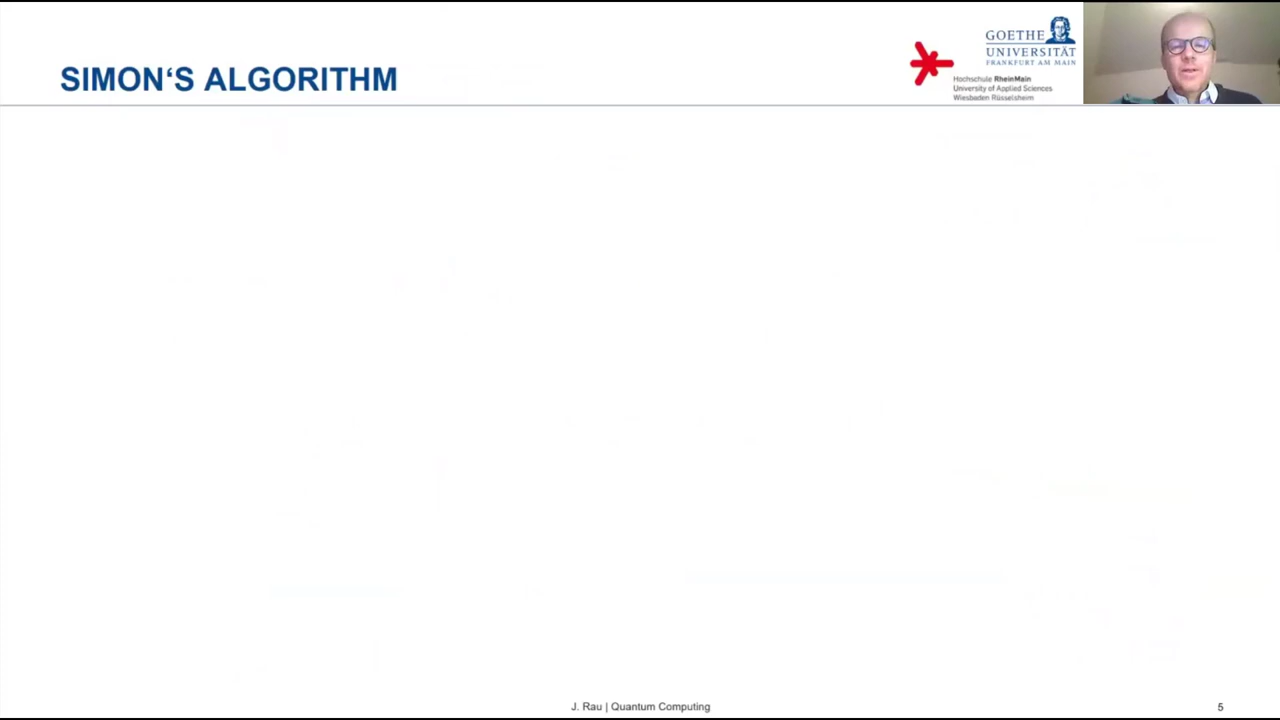 SIMON‘S ALGORITHM
GOETHE
UNIVERSITÄT
FRANKFURT AM MAIN
Hochschule RheinMain
University of Applied Sciences
Wiesbaden Rüsselsheim
J. Rau | Quantum Computing
5